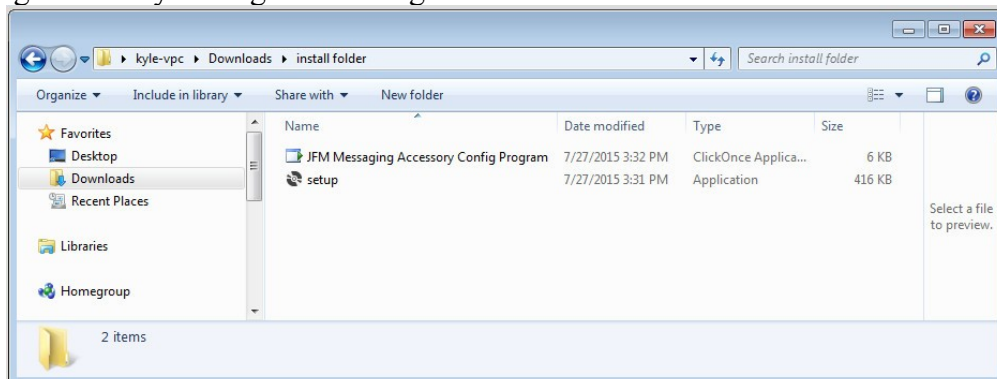 kyle-vpc Downloads install folder Search install folder
Organize Include in library Share with New folder
Favorites
Desktop
Downloads
Recent Places
Libraries
Homegroup
Name Date modified Type Size
JFM Messaging Accessory Config Program 7/27/2015 3:32 PM ClickOnce Applica... 6 KB
setup 7/27/2015 3:31 PM Application 416 KB
Select a file
to preview.
2 items